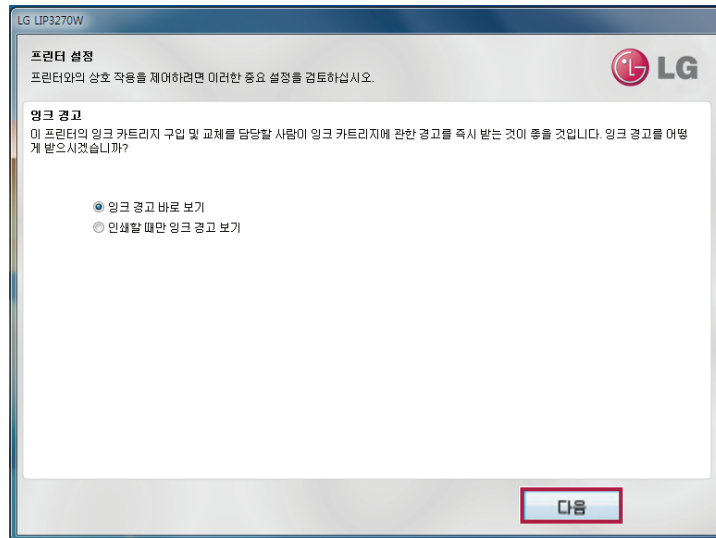 LG LIP3270W
프린터 설정
프린터와의 상호 작용을 제어하려면 이러한 중요 설정을 검토하십시오.
LG
잉크 경고
이 프린터의 잉크 카트리지 구입 및 교체를 담당할 사람이 잉크 카트리지에 관한 경고를 즉시 받는 것이 좋을 것입니다. 잉크 경고를 어떻
게 받으시겠습니까?
잉크 경고 바로 보기
인쇄할 때만 잉크 경고 보기
다음